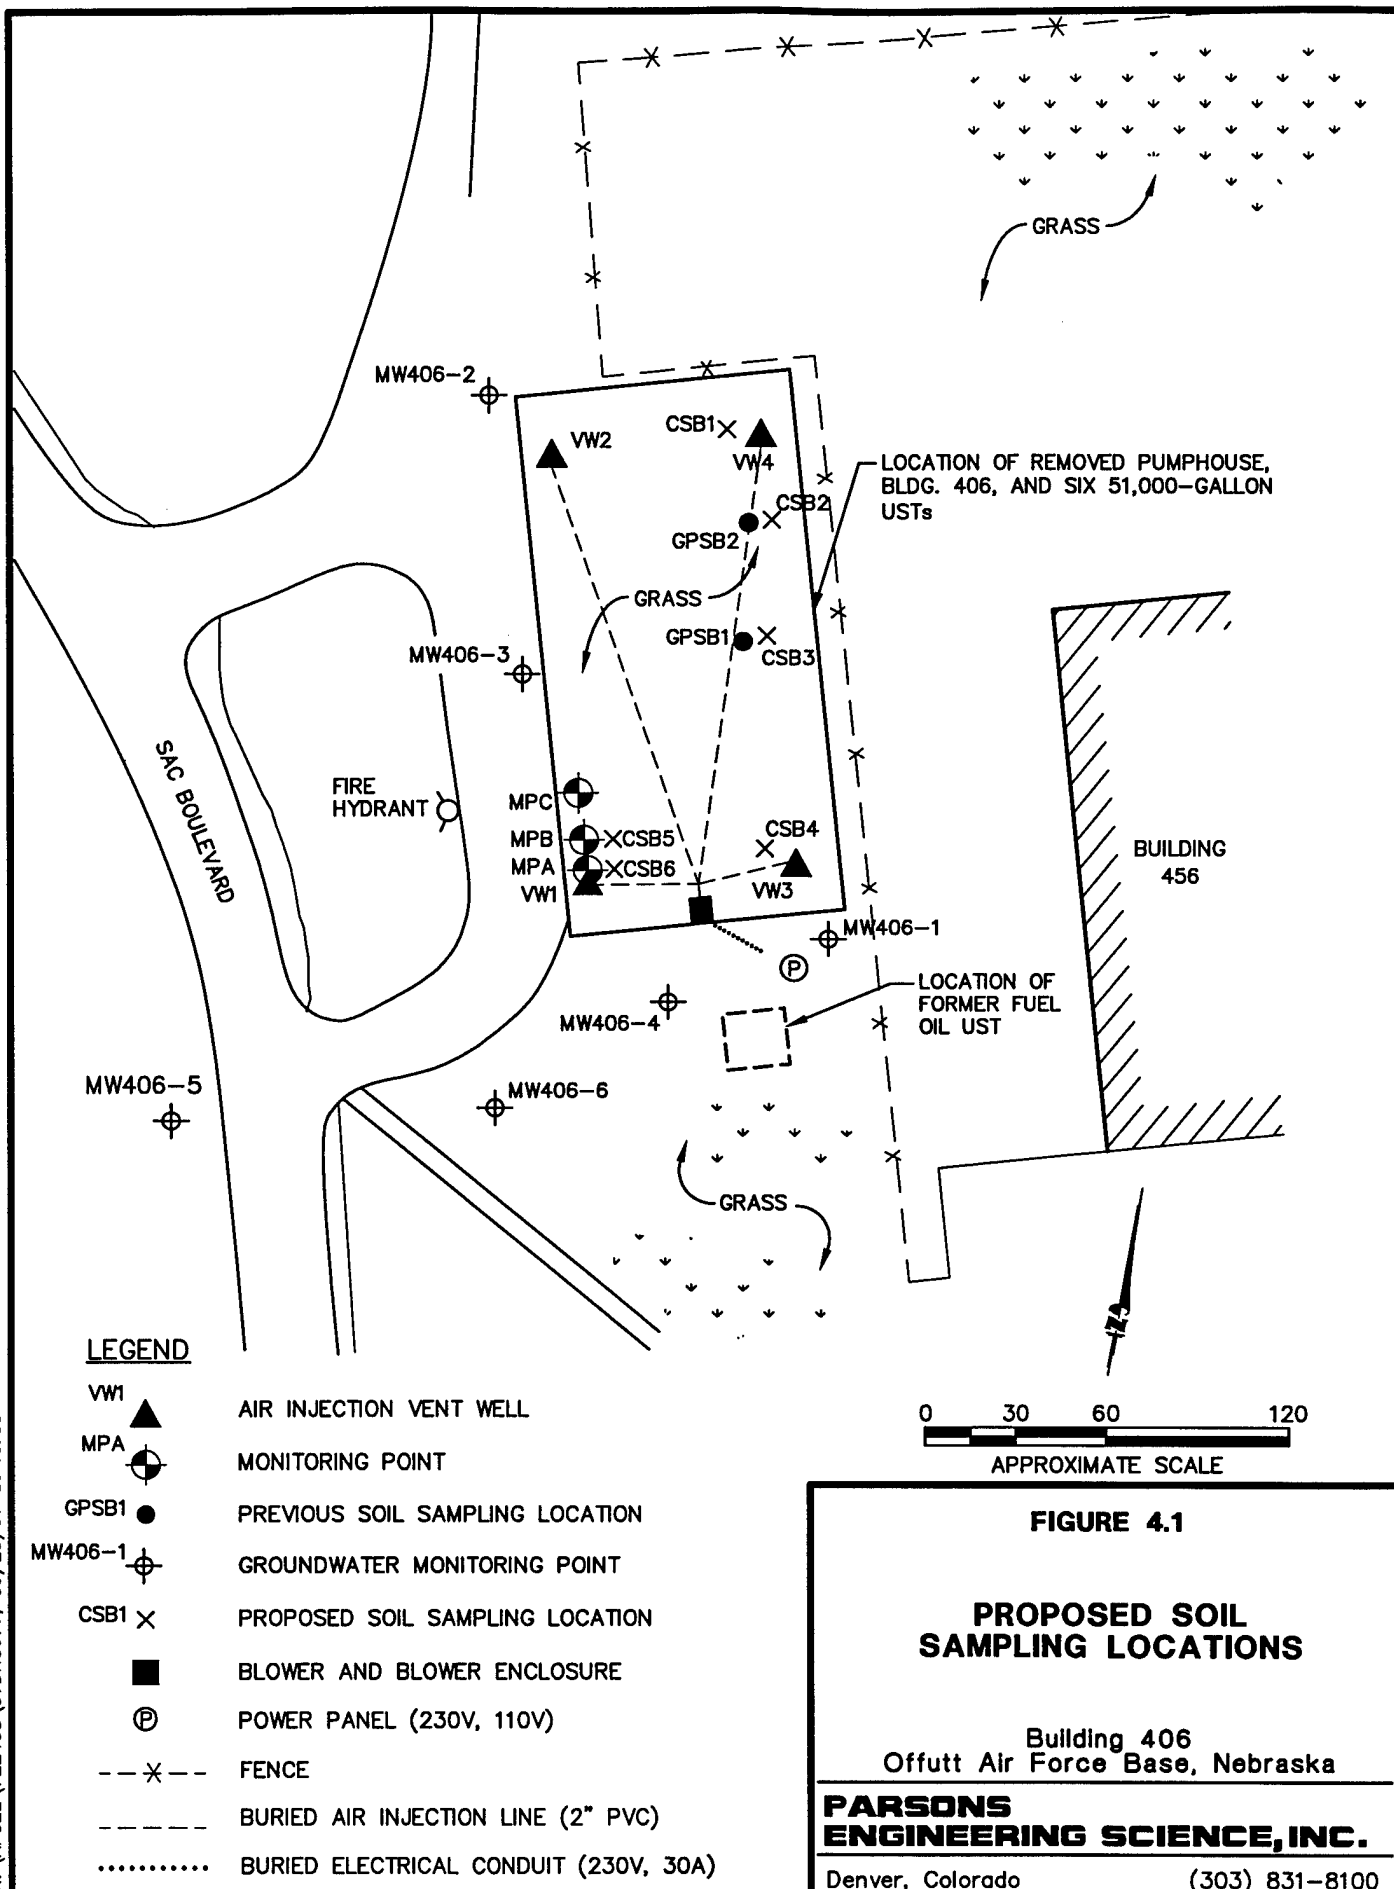 GRASS
MW406-2
CSB1
VW2
VW4
LOCATION OF REMOVED PUMPHOUSE,
BLDG. 406, AND SIX 51,000-GALLON
USTs
CSB2
GPSB2
GRASS
GPSB1
CSB3
MW406-3
SAC BOULEVARD
FIRE
HYDRANT
MPC
MPB
CSB5
CSB4
MPA
CSB6
VW1
VW3
BUILDING
456
MW406-1
P
LOCATION OF
FORMER FUEL
OIL UST
MW406-4
MW406-5
MW406-6
GRASS
N
LEGEND
VW1
AIR INJECTION VENT WELL
MPA
MONITORING POINT
GPSB1
PREVIOUS SOIL SAMPLING LOCATION
MW406-1
GROUNDWATER MONITORING POINT
CSB1
PROPOSED SOIL SAMPLING LOCATION
BLOWER AND BLOWER ENCLOSURE
P
POWER PANEL (230V, 110V)
FENCE
BURIED AIR INJECTION LINE (2" PVC)
BURIED ELECTRICAL CONDUIT (230V, 30A)
0 30 60 120
APPROXIMATE SCALE
FIGURE 4.1
PROPOSED SOIL
SAMPLING LOCATIONS
Building 406
Offutt Air Force Base, Nebraska
PARSONS
ENGINEERING SCIENCE, INC.
Denver, Colorado (303) 831-8100